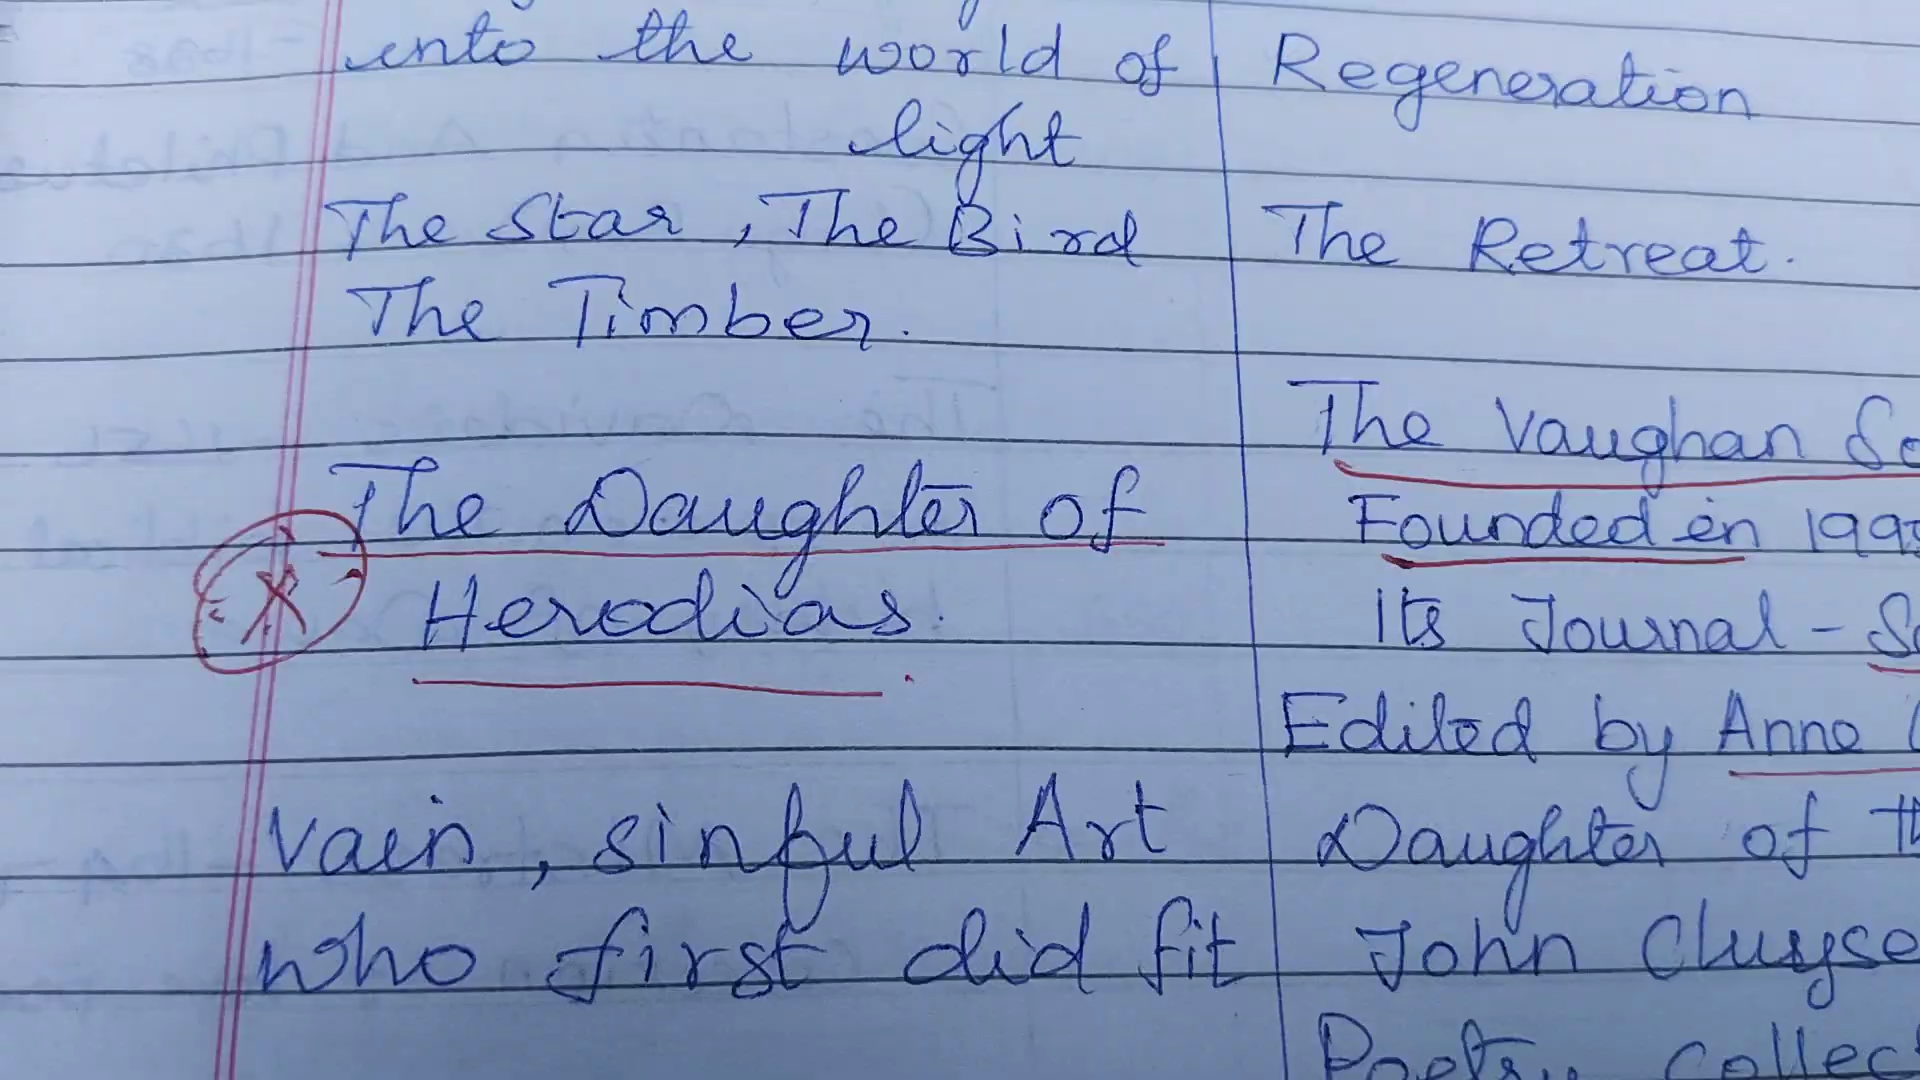 into the world of
light
The Star, The Bird
The Timber.
The Daughter of
Herodias.
Vain, sinful Art
who first did fit
Regeneration
The Retreat.
The Vaughan
Founded in
Its Journal -
Edited by Anne
Daughter of
John
Poetry